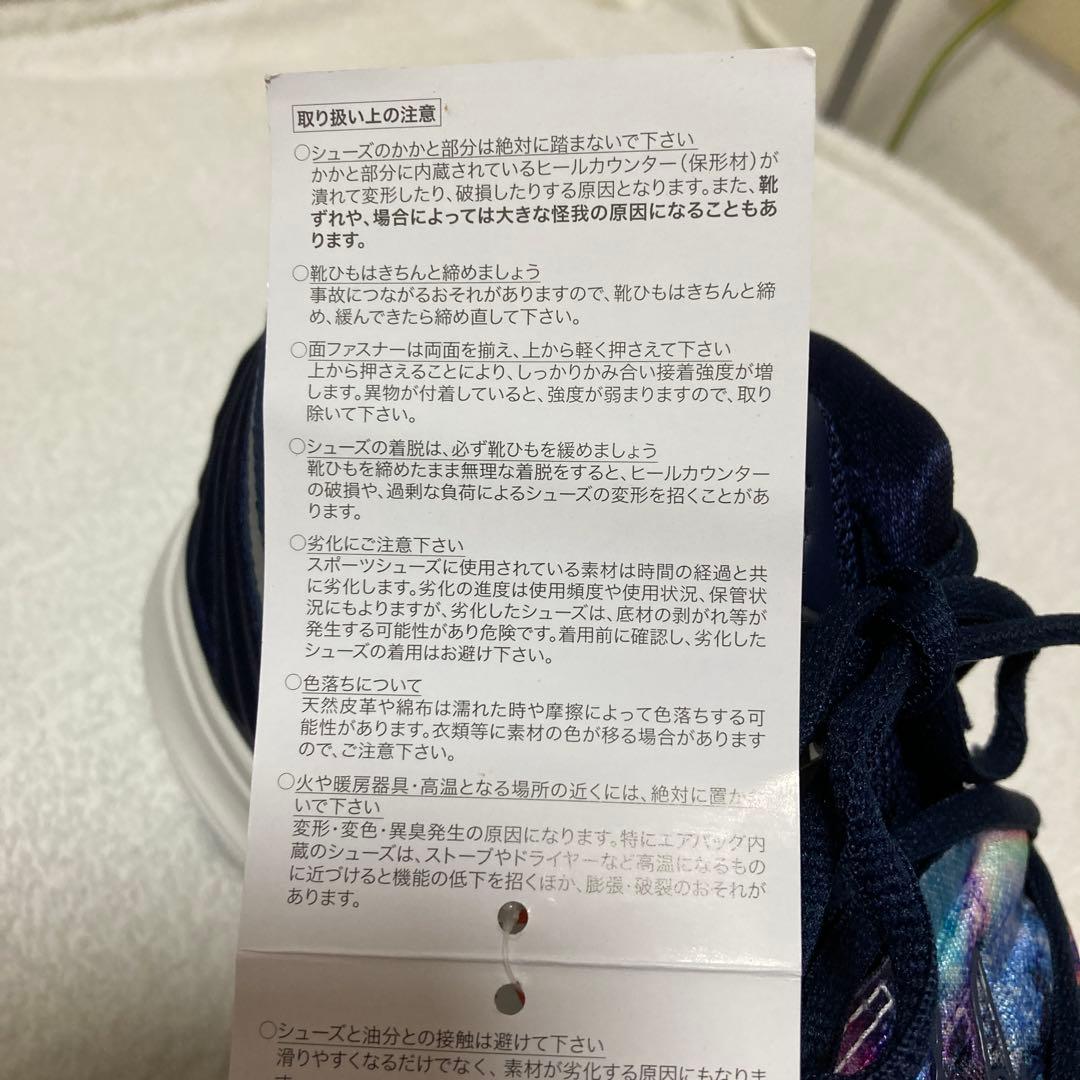 取り扱い上の注意
○シューズのかかと部分は絶対に踏まないで下さい
かかと部分に内蔵されているヒールカウンター（保形材）が
潰れて変形したり、破損したりする原因となります。また、靴
ずれや、場合によっては大きな怪我の原因になることもあ
ります。
○靴ひもはきちんと締めましょう
事故につながるおそれがありますので、靴ひもはきちんと締
め、緩んできたら締め直して下さい。
○面ファスナーは両面を揃え、上から軽く押さえて下さい
上から押さえることにより、しっかりかみ合い接着強度が増
します。異物が付着していると、強度が弱まりますので、取り
除いて下さい。
○シューズの着脱は、必ず靴ひもを緩めましょう
靴ひもを締めたまま無理な着脱をすると、ヒールカウンター
の破損や、過剰な負荷によるシューズの変形を招くことがあ
ります。
○劣化にご注意下さい
スポーツシューズに使用されている素材は時間の経過と共
に劣化します。劣化の進度は使用頻度や使用状況、保管状
況にもよりますが、劣化したシューズは、底材の剥がれ等が
発生する可能性があり危険です。着用前に確認し、劣化した
シューズの着用はお避け下さい。
○色落ちについて
天然皮革や綿布は濡れた時や摩擦によって色落ちする可
能性があります。衣類等に素材の色が移る場合があります
ので、ご注意下さい。
○火や暖房器具・高温となる場所の近くには、絶対に置かな
いで下さい
変形・変色・異臭発生の原因になります。特にエアバッグ内
蔵のシューズは、ストーブやドライヤーなど高温になるもの
に近づけると機能の低下を招くほか、膨張・破裂のおそれが
あります。
○シューズと油分との接触は避けて下さい
滑りやすくなるだけでなく、素材が劣化する原因にもなりま